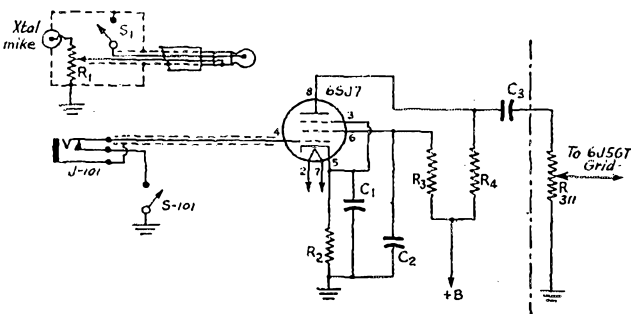 Xtal
mike
S1
R1
J-101
S-101
8
6SJ7
3
4
6
5
2
7
C1
R2
C2
R3
R4
C3
+B
To 6J5GT
Grid
R
311